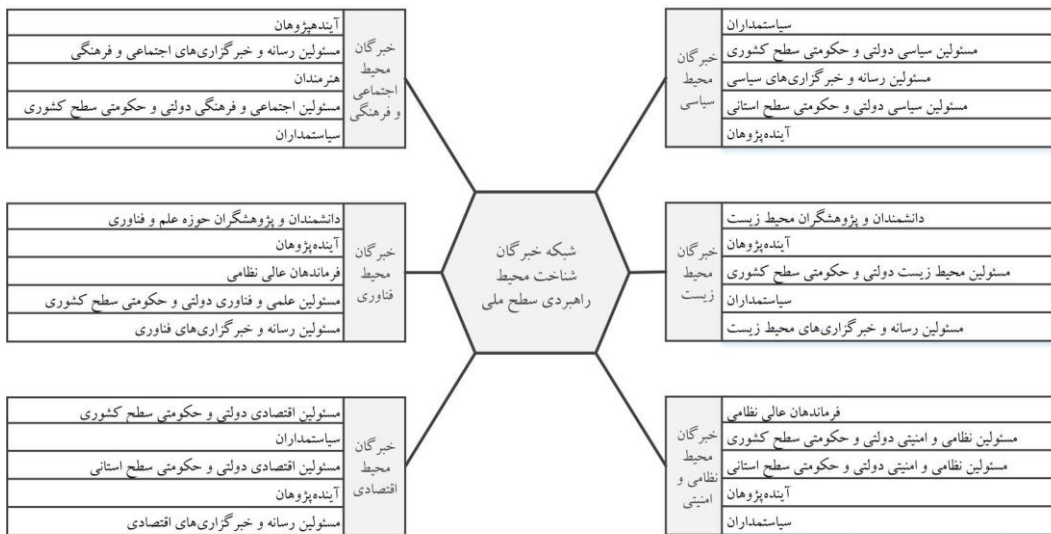 خبرگان
محیط
سیاسی
سیاستمداران
مسئولین سیاسی دولتی و حکومتی سطح کشوری
مسئولین رسانه و خبرگزاری‌های سیاسی
مسئولین سیاسی دولتی و حکومتی سطح استانی
آینده‌پژوهان
خبرگان
محیط
اجتماعی
و فرهنگی
آیندهپژوهان
مسئولین رسانه و خبرگزاری‌های اجتماعی و فرهنگی
هنرمندان
مسئولین اجتماعی و فرهنگی دولتی و حکومتی سطح کشوری
سیاستمداران
شبکه خبرگان
شناخت محیط
راهبردی سطح ملی
خبرگان
محیط
زیست
دانشمندان و پژوهشگران محیط زیست
آینده‌پژوهان
مسئولین محیط زیست دولتی و حکومتی سطح کشوری
سیاستمداران
مسئولین رسانه و خبرگزاری‌های محیط زیست
خبرگان
محیط
فناوری
دانشمندان و پژوهشگران حوزه علم و فناوری
آینده‌پژوهان
فرماندهان عالی نظامی
مسئولین علمی و فناوری دولتی و حکومتی سطح کشوری
مسئولین رسانه و خبرگزاری‌های فناوری
خبرگان
محیط
نظامی و
امنیتی
فرماندهان عالی نظامی
مسئولین نظامی و امنیتی دولتی و حکومتی سطح کشوری
مسئولین نظامی و امنیتی دولتی و حکومتی سطح استانی
آینده‌پژوهان
سیاستمداران
خبرگان
محیط
اقتصادی
مسئولین اقتصادی دولتی و حکومتی سطح کشوری
سیاستمداران
مسئولین اقتصادی دولتی و حکومتی سطح استانی
آینده‌پژوهان
مسئولین رسانه و خبرگزاری‌های اقتصادی